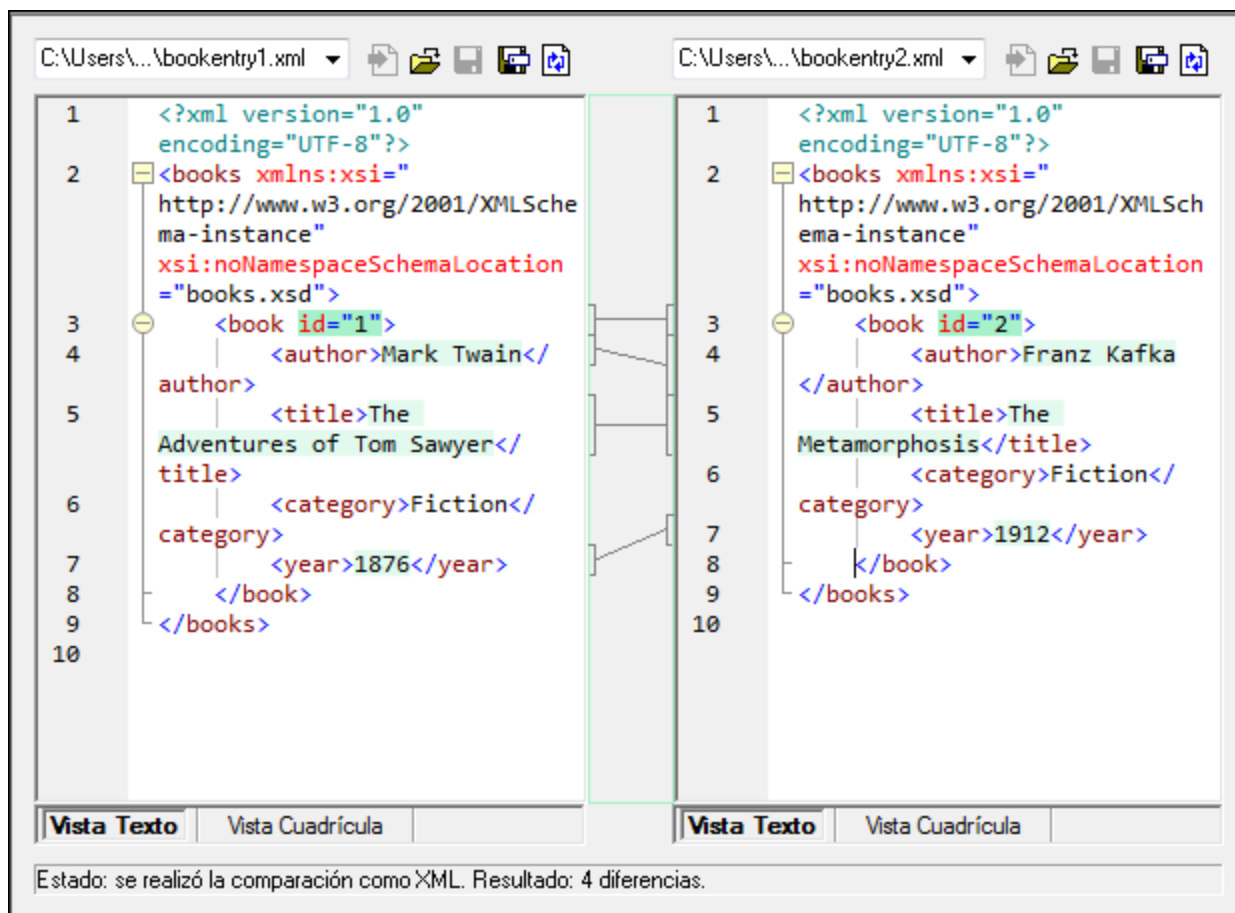 C:\Users\...\bookentry1.xml
1 <?xml version="1.0"
encoding="UTF-8"?>
2 <books xmlns:xsi="
http://www.w3.org/2001/XMLSche
ma-instance"
xsi:noNamespaceSchemaLocation
="books.xsd">
3 <book id="1">
4 <author>Mark Twain</
author>
5 <title>The
Adventures of Tom Sawyer</
title>
6 <category>Fiction</
category>
7 <year>1876</year>
8 </book>
9 </books>
10
Vista Texto
Vista Cuadrícula
C:\Users\...\bookentry2.xml
1 <?xml version="1.0"
encoding="UTF-8"?>
2 <books xmlns:xsi="
http://www.w3.org/2001/XMLSch
ema-instance"
xsi:noNamespaceSchemaLocation
="books.xsd">
3 <book id="2">
4 <author>Franz Kafka
</author>
5 <title>The
Metamorphosis</title>
6 <category>Fiction</
category>
7 <year>1912</year>
8 </book>
9 </books>
10
Vista Texto
Vista Cuadrícula
Estado: se realizó la comparación como XML. Resultado: 4 diferencias.